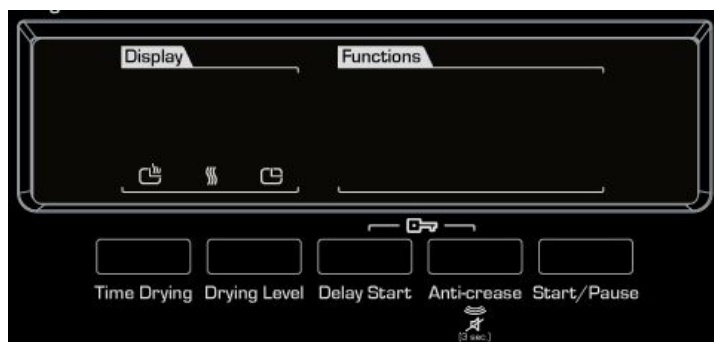 Display
Functions
Time Drying
Drying Level
Delay Start
Anti-crease
Start/Pause
(3 sec.)